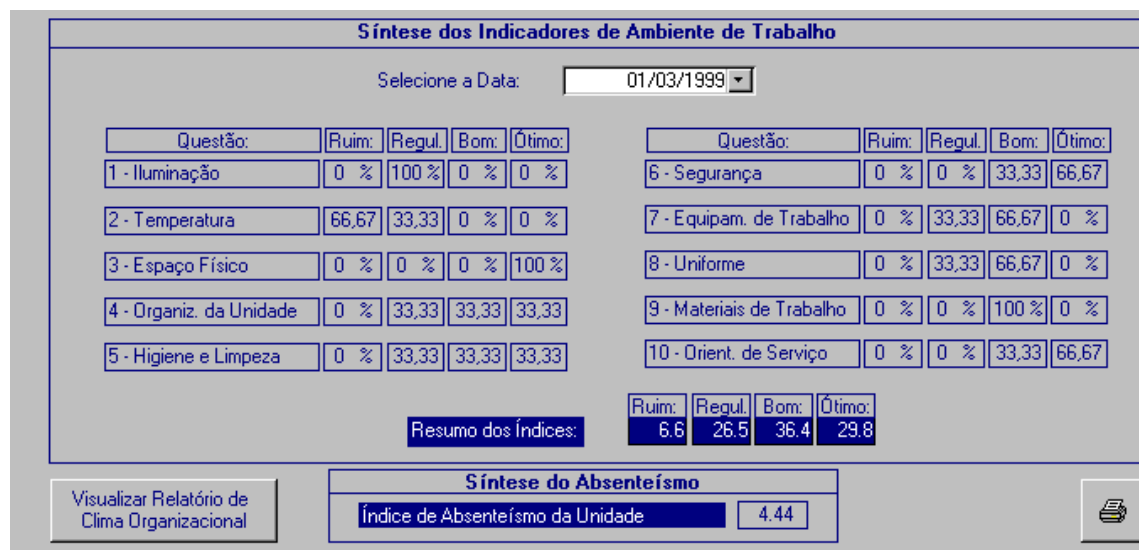 Síntese dos Indicadores de Ambiente de Trabalho
Selecione a Data: 01/03/1999
Questão: Ruim: Regul. Bom: Ótimo:
1 - Iluminação 0 % 100 % 0 % 0 %
2 - Temperatura 66,67 33,33 0 % 0 %
3 - Espaço Físico 0 % 0 % 0 % 100 %
4 - Organiz. da Unidade 0 % 33,33 33,33 33,33
5 - Higiene e Limpeza 0 % 33,33 33,33 33,33
Questão: Ruim: Regul. Bom: Ótimo:
6 - Segurança 0 % 0 % 33,33 66,67
7 - Equipam. de Trabalho 0 % 33,33 66,67 0 %
8 - Uniforme 0 % 33,33 66,67 0 %
9 - Materiais de Trabalho 0 % 0 % 100 % 0 %
10 - Orient. de Serviço 0 % 0 % 33,33 66,67
Ruim: Regul. Bom: Ótimo:
Resumo dos Índices: 6.6 26.5 36.4 29.8
Visualizar Relatório de
Clima Organizacional
Síntese do Absenteísmo
Índice de Absenteísmo da Unidade 4.44